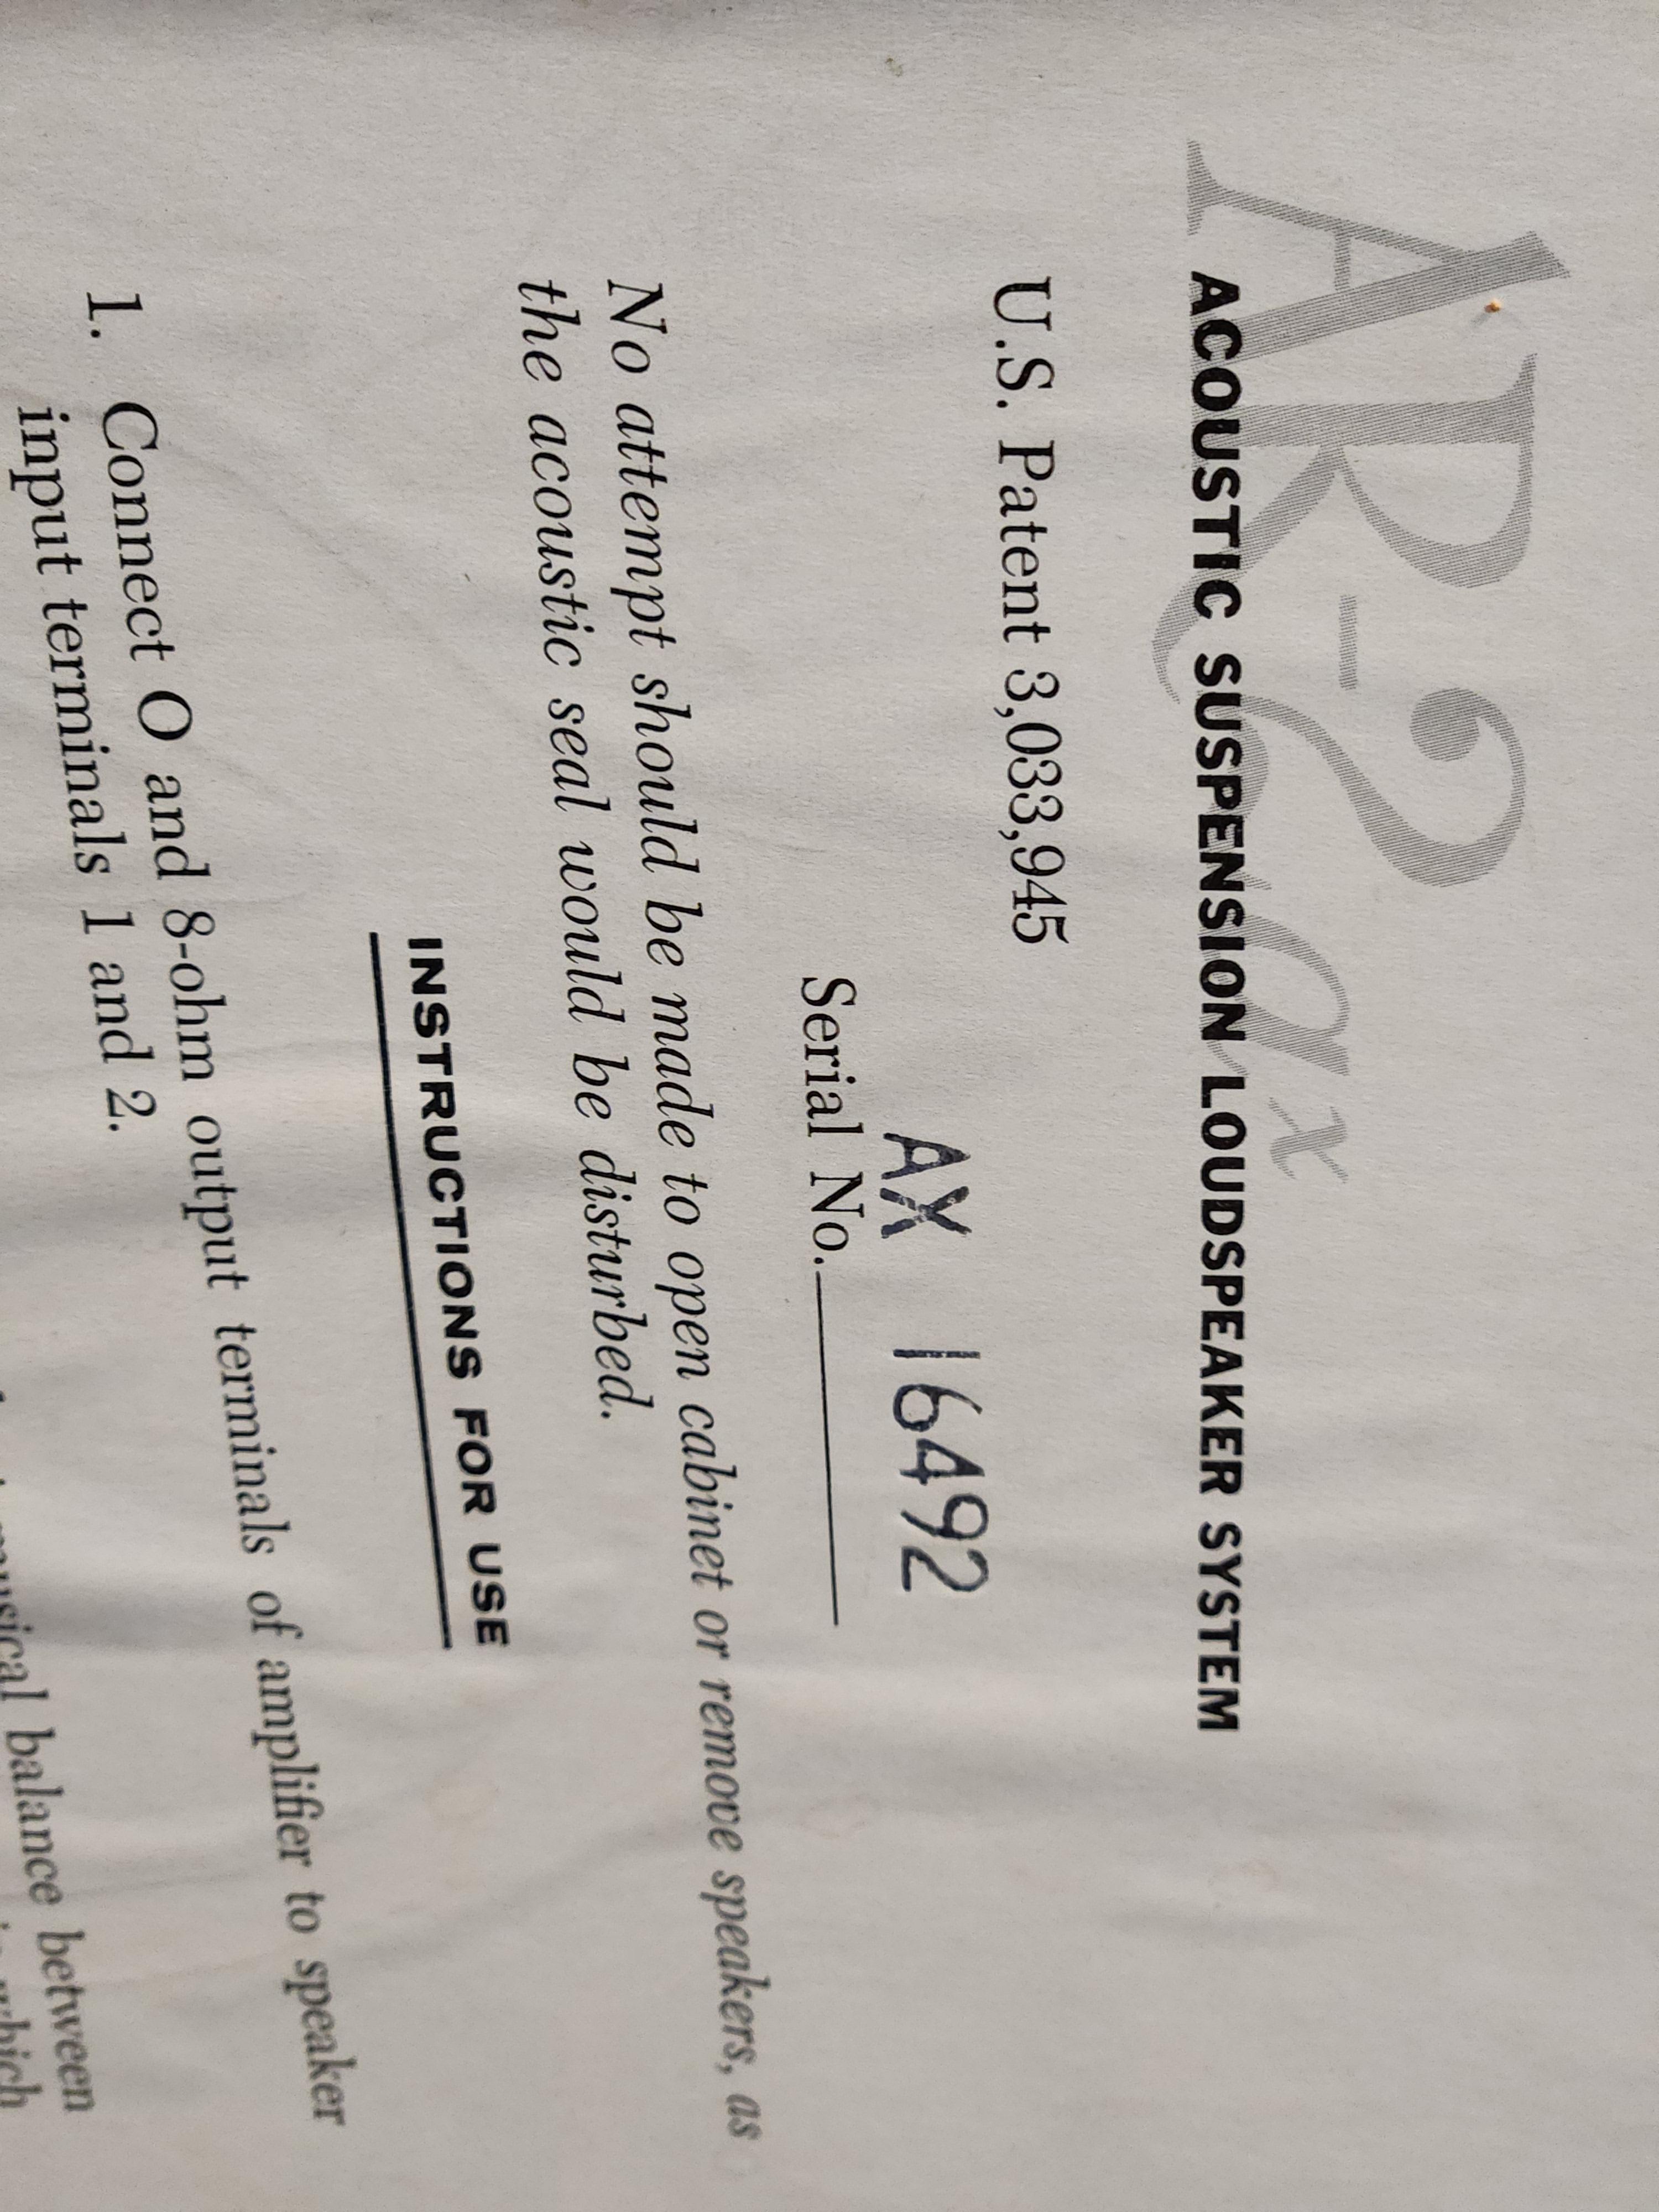 AR-2ax
ACOUSTIC SUSPENSION LOUDSPEAKER SYSTEM
U.S. Patent 3,033,945
AX 16492
Serial No.
No attempt should be made to open cabinet or remove speakers, as
the acoustic seal would be disturbed.
INSTRUCTIONS FOR USE
1. Connect O and 8-ohm output terminals of amplifier to speaker
input terminals 1 and 2.
balance between
which